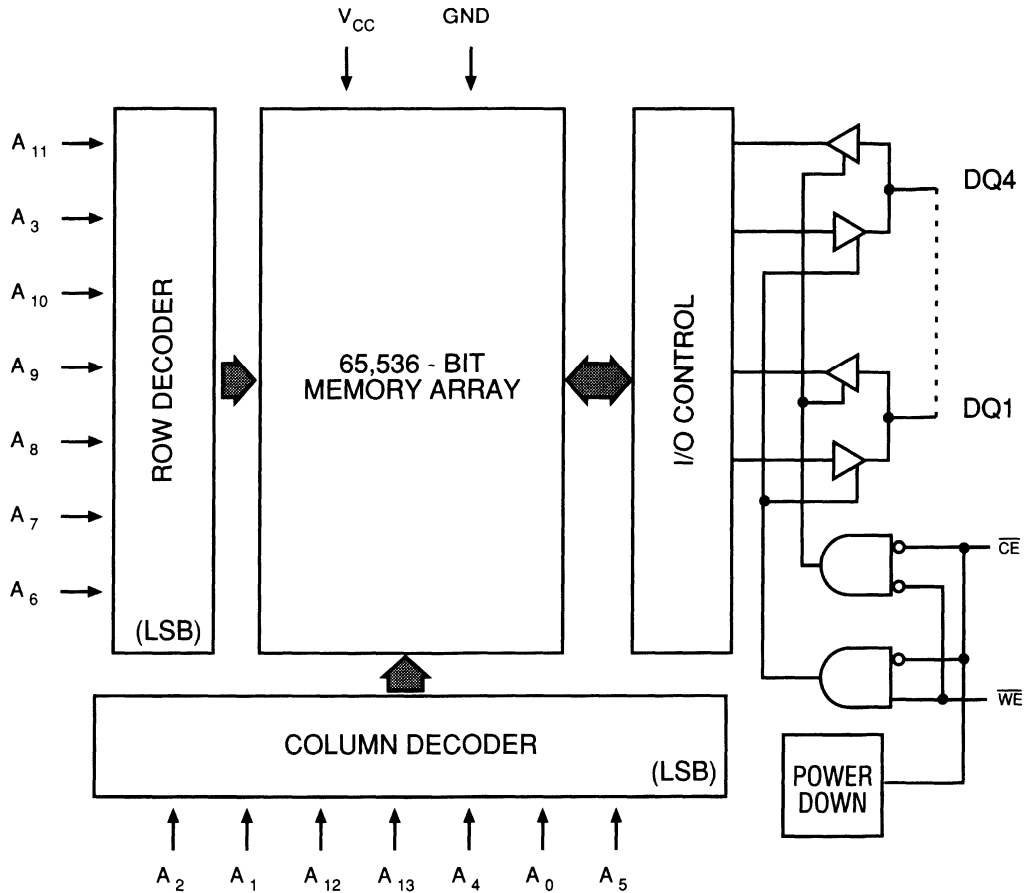 VCC
GND
A11
A3
A10
A9
A8
A7
A6
ROW DECODER
(LSB)
65,536 - BIT
MEMORY ARRAY
I/O CONTROL
DQ4
DQ1
CE
WE
COLUMN DECODER
(LSB)
POWER
DOWN
A2
A1
A12
A13
A4
A0
A5